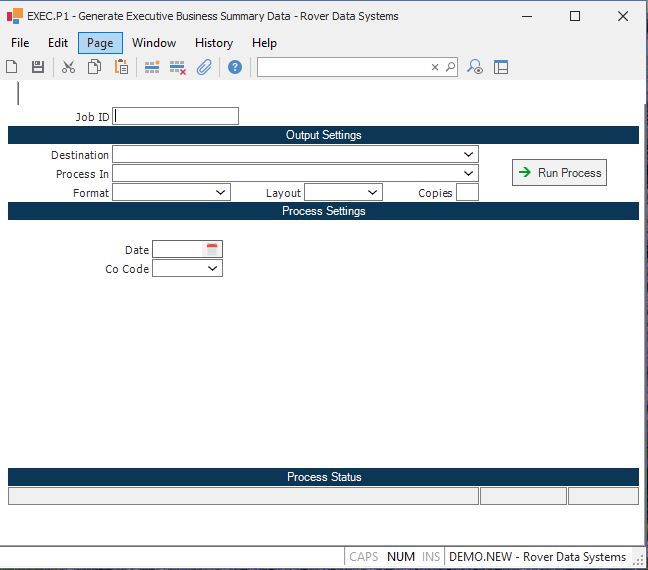 EXEC.P1 - Generate Executive Business Summary Data - Rover Data Systems
File Edit Page Window History Help
Job ID
Output Settings
Destination
Process In
Run Process
Format Layout Copies
Process Settings
Date
Co Code
Process Status
CAPS NUM INS DEMO.NEW - Rover Data Systems